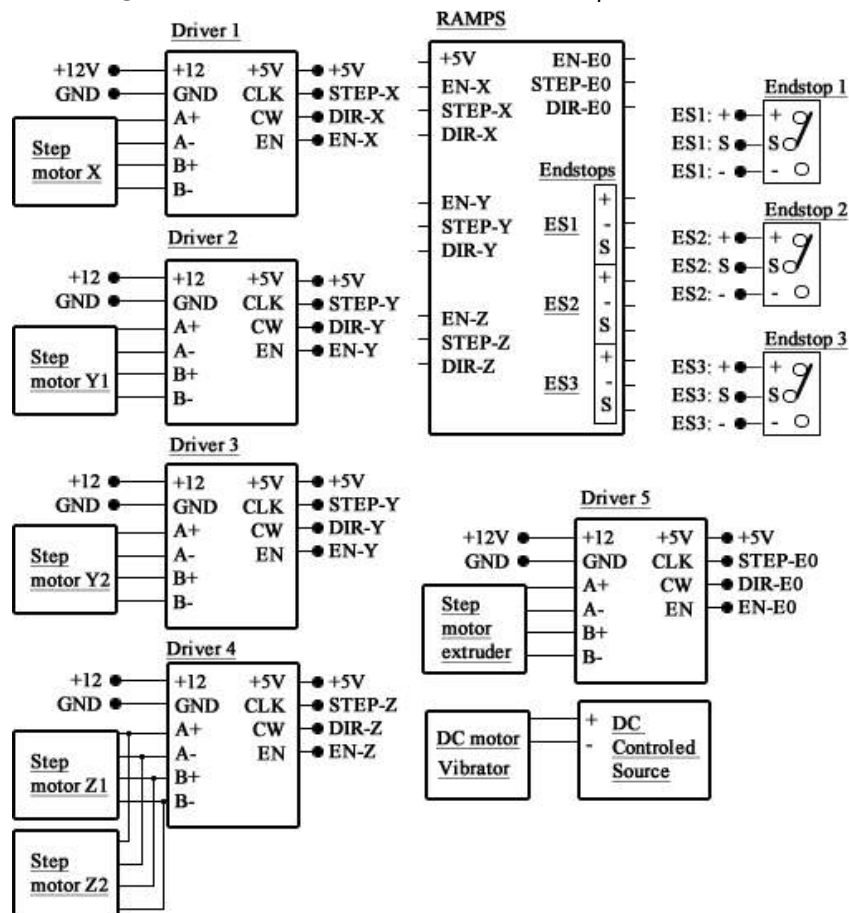 Driver 1
+12V
GND
+12
GND
A+
A-
B+
B-
+5V
CLK
CW
EN
+5V
STEP-X
DIR-X
EN-X
Step
motor X
Driver 2
+12
GND
+12
GND
A+
A-
B+
B-
+5V
CLK
CW
EN
+5V
STEP-Y
DIR-Y
EN-Y
Step
motor Y1
Driver 3
+12
GND
+12
GND
A+
A-
B+
B-
+5V
CLK
CW
EN
+5V
STEP-Y
DIR-Y
EN-Y
Step
motor Y2
Driver 4
+12
GND
+12
GND
A+
A-
B+
B-
+5V
CLK
CW
EN
+5V
STEP-Z
DIR-Z
EN-Z
Step
motor Z1
Step
motor Z2
RAMPS
+5V
EN-X
STEP-X
DIR-X
EN-Y
STEP-Y
DIR-Y
EN-Z
STEP-Z
DIR-Z
EN-E0
STEP-E0
DIR-E0
Endstops
ES1
+
-
S
ES2
+
-
S
ES3
+
-
S
Endstop 1
ES1: +
ES1: S
ES1: -
+
S
-
Endstop 2
ES2: +
ES2: S
ES2: -
+
S
-
Endstop 3
ES3: +
ES3: S
ES3: -
+
S
-
Driver 5
+12V
GND
+12
GND
A+
A-
B+
B-
+5V
CLK
CW
EN
+5V
STEP-E0
DIR-E0
EN-E0
Step
motor
extruder
DC motor
Vibrator
+ DC
- Controled
Source